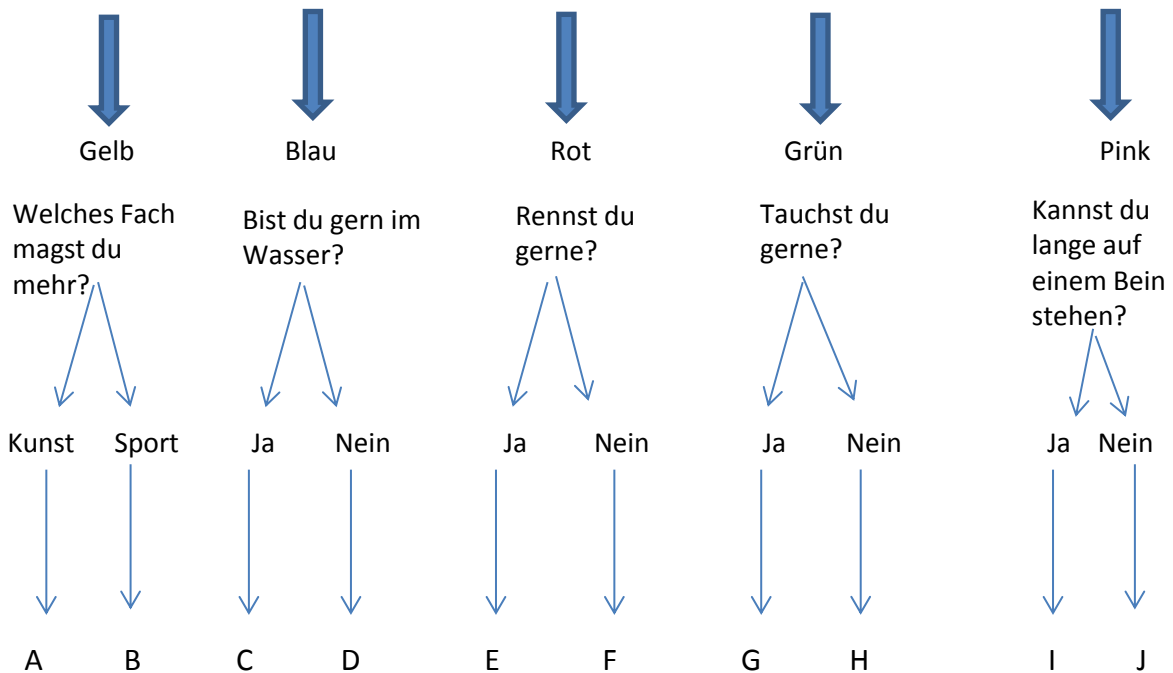 Gelb Blau Rot Grün Pink
Welches Fach
magst du
mehr?
Bist du gern im
Wasser?
Rennst du
gerne?
Tauchst du
gerne?
Kannst du
lange auf
einem Bein
stehen?
Kunst Sport Ja Nein Ja Nein Ja Nein Ja Nein
A B C D E F G H I J